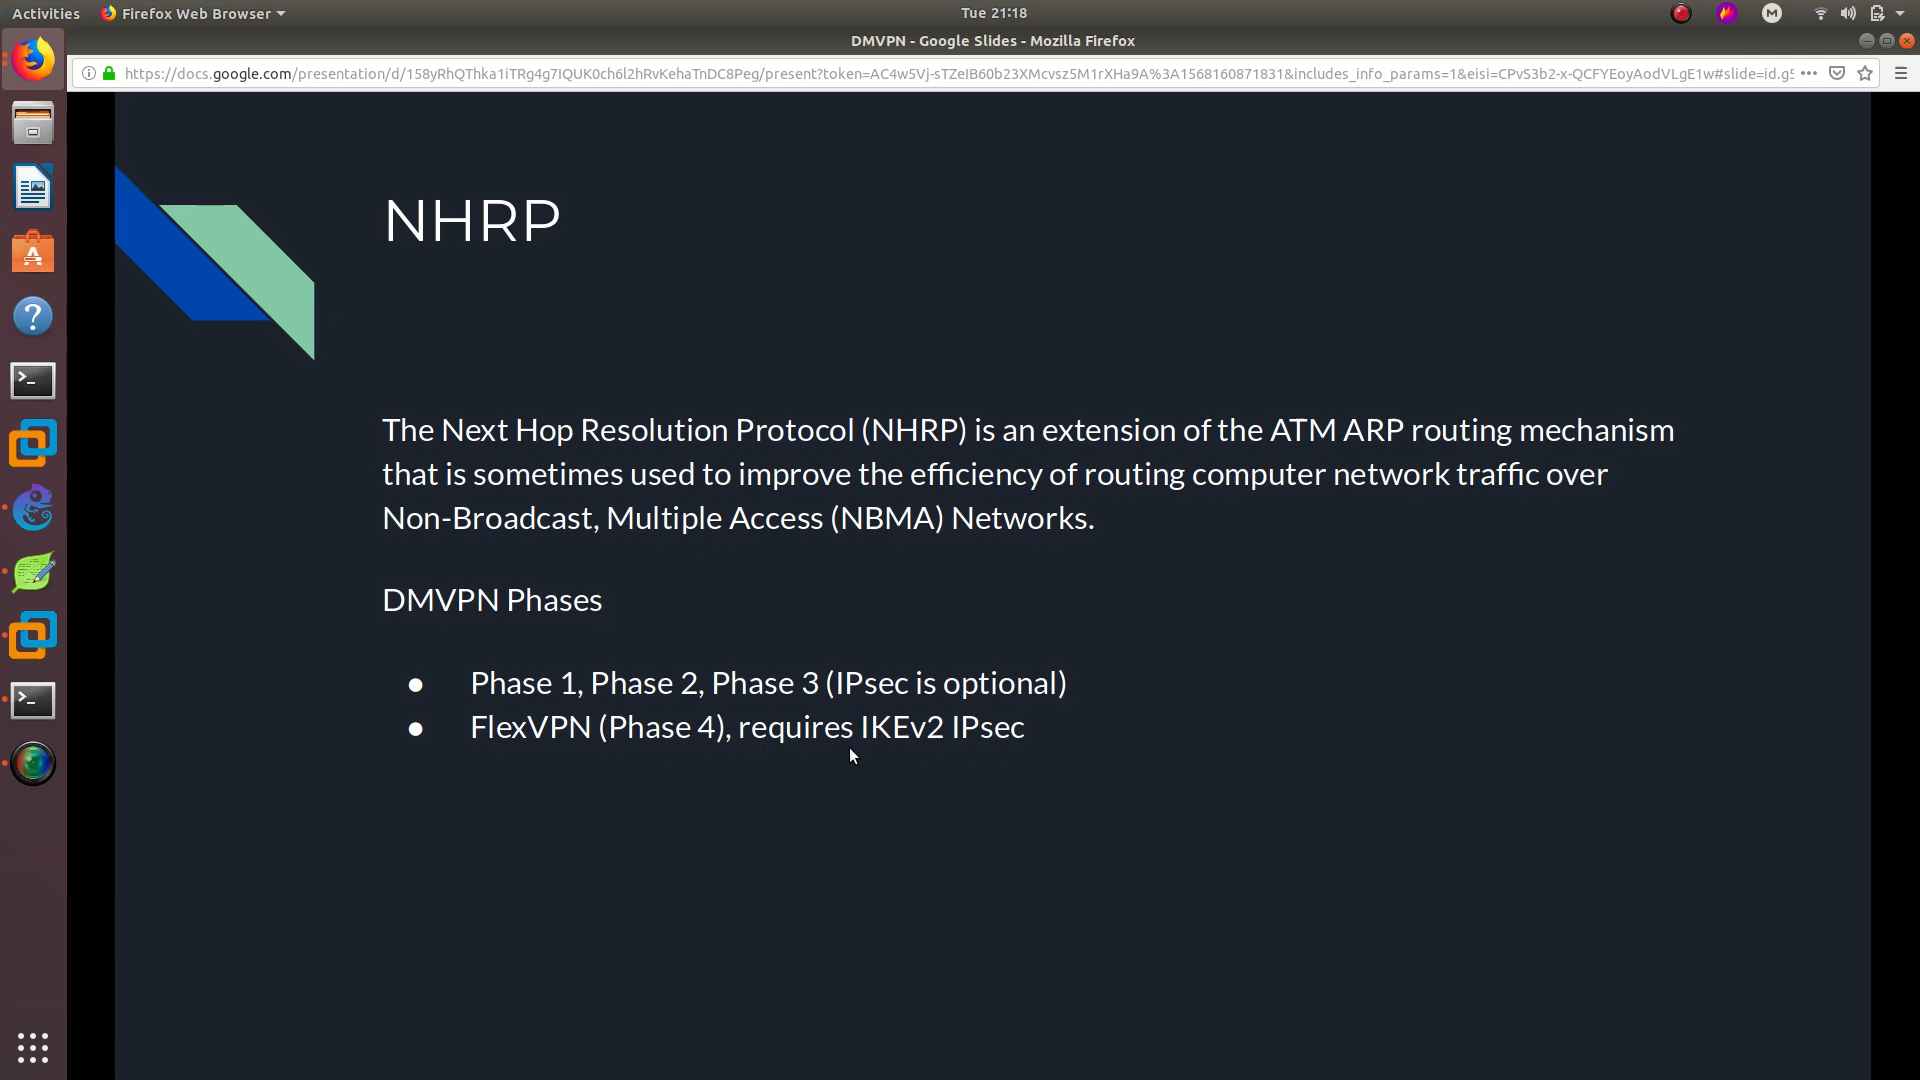 Activities
Firefox Web Browser
Tue 21:18
M
DMVPN - Google Slides - Mozilla Firefox
https://docs.google.com/presentation/d/158yRhQThka1iTRg4g7IQUK0ch6l2hRvKehaTnDC8Peg/present?token=AC4w5Vj-sTZeIB60b23XMcvsz5M1rXHa9A%3A1568160871831&includes_info_params=1&eisi=CPvS3b2-x-QCFYEoyAodVLgE1w#slide=id.g5
NHRP
The Next Hop Resolution Protocol (NHRP) is an extension of the ATM ARP routing mechanism
that is sometimes used to improve the efficiency of routing computer network traffic over
Non-Broadcast, Multiple Access (NBMA) Networks.
DMVPN Phases
● Phase 1, Phase 2, Phase 3 (IPsec is optional)
● FlexVPN (Phase 4), requires IKEv2 IPsec